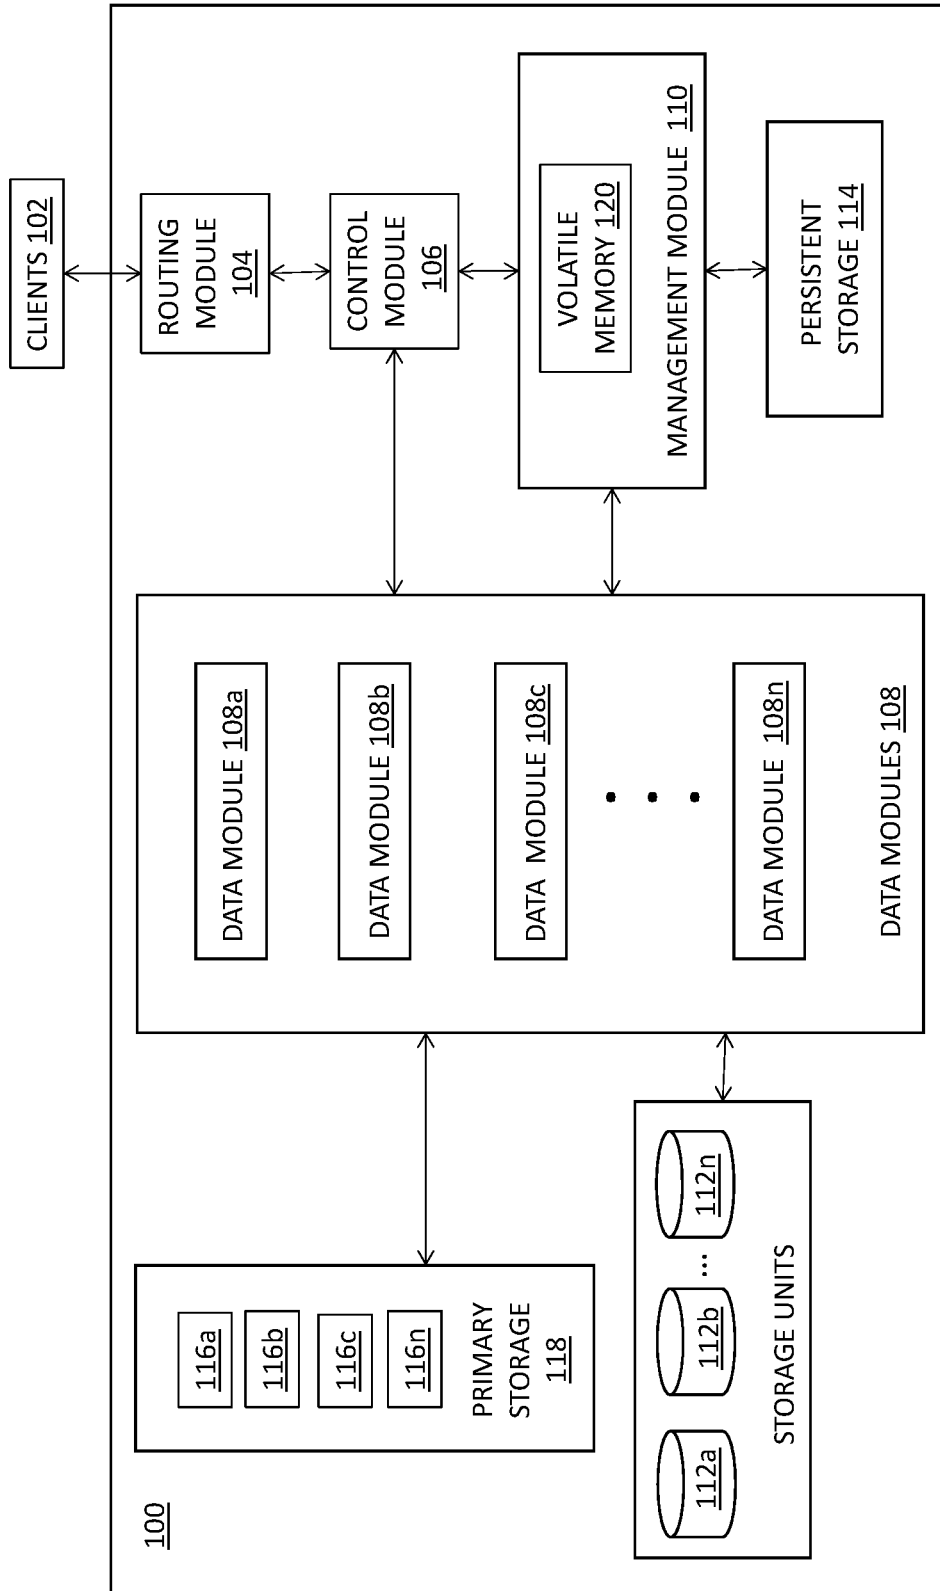 CLIENTS 102
100
116a
116b
116c
116n
PRIMARY
STORAGE
118
112a
112b
...
112n
STORAGE UNITS
DATA MODULE 108a
DATA MODULE 108b
DATA MODULE 108c
• • •
DATA MODULE 108n
DATA MODULES 108
ROUTING
MODULE
104
CONTROL
MODULE
106
VOLATILE
MEMORY 120
MANAGEMENT MODULE 110
PERSISTENT
STORAGE 114